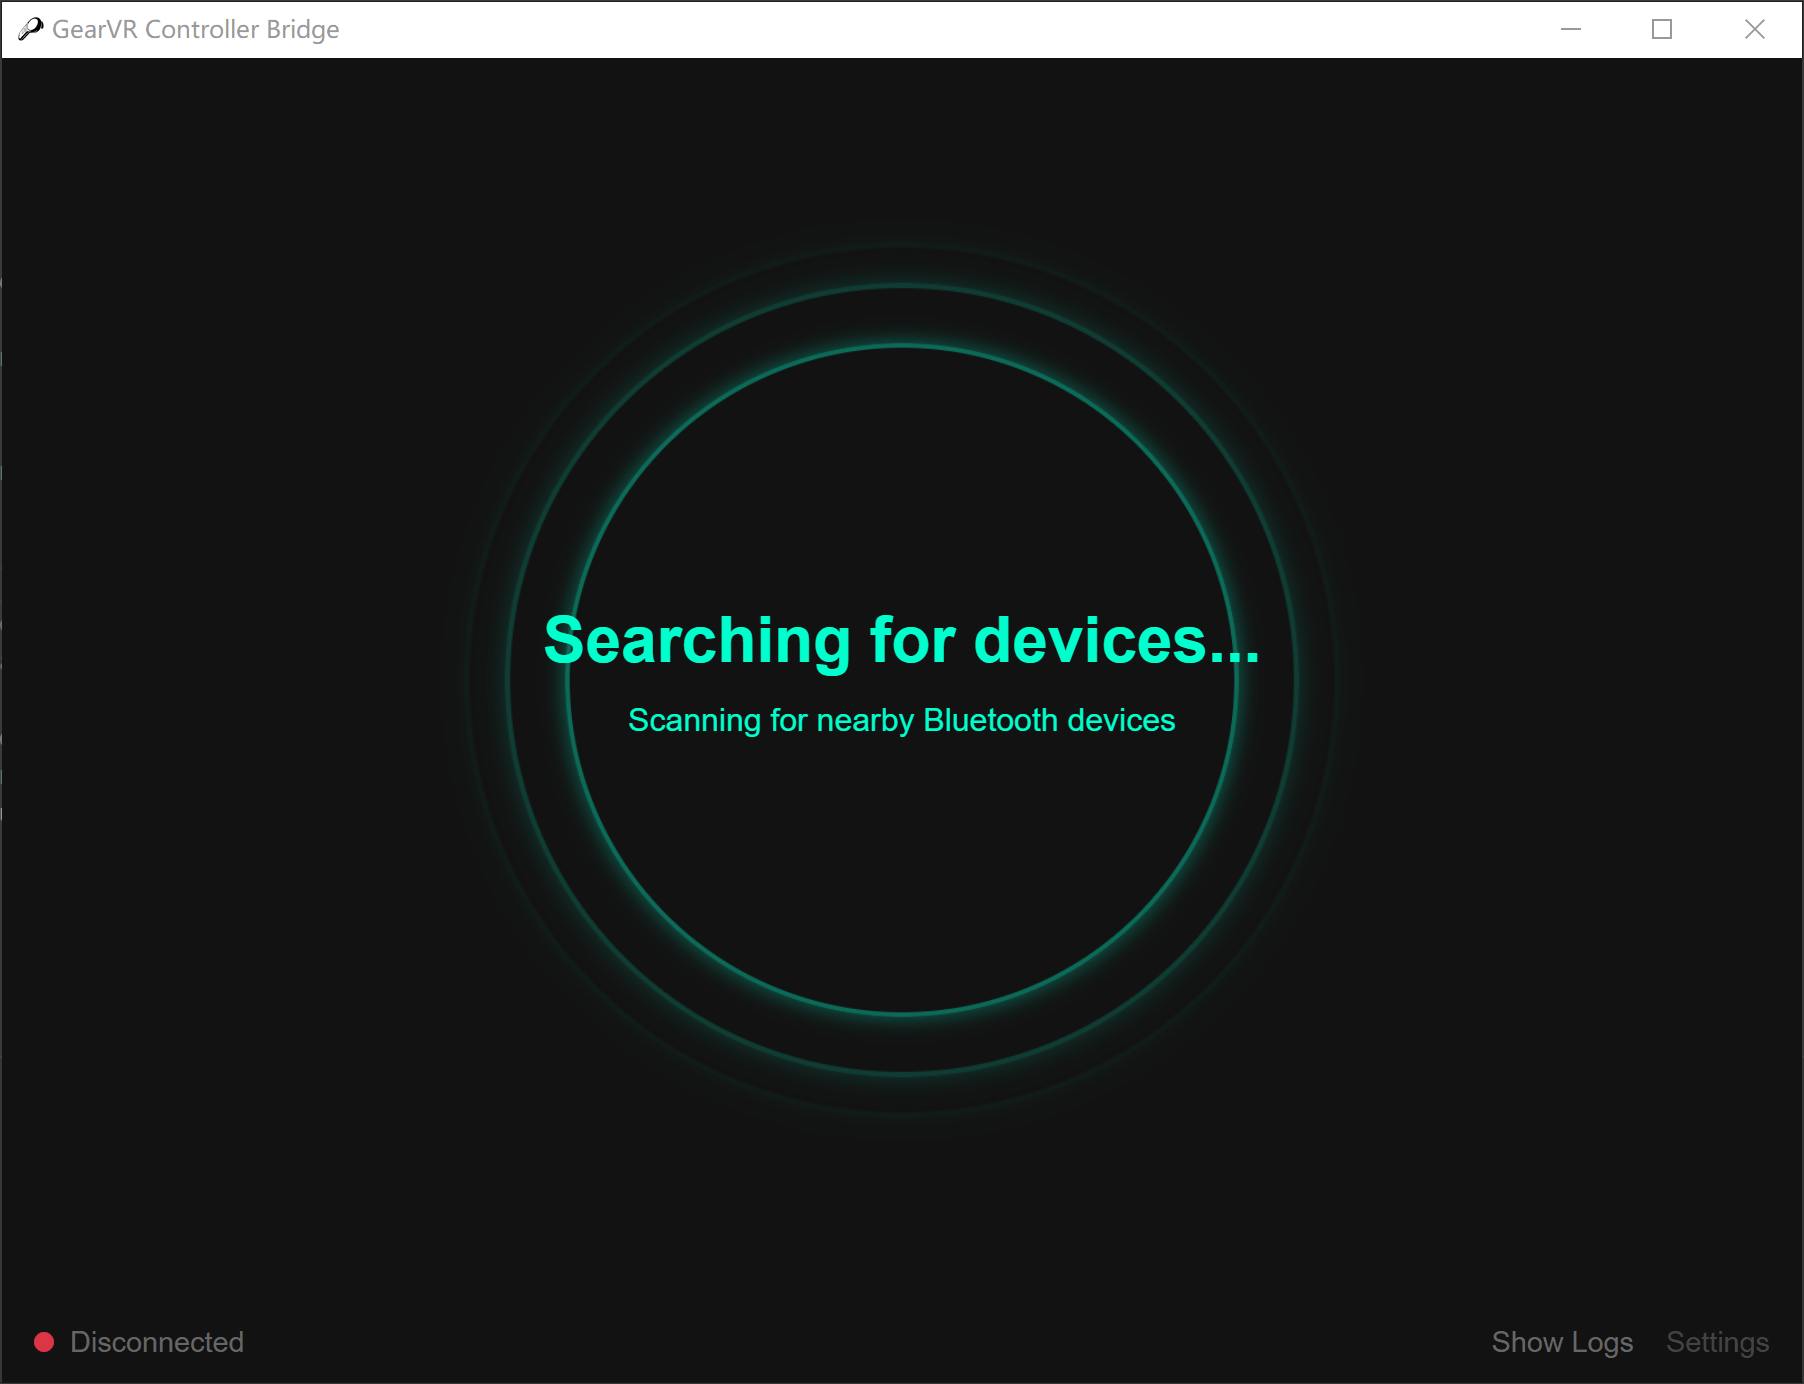 GearVR Controller Bridge
Searching for devices...
Scanning for nearby Bluetooth devices
Disconnected
Show Logs
Settings